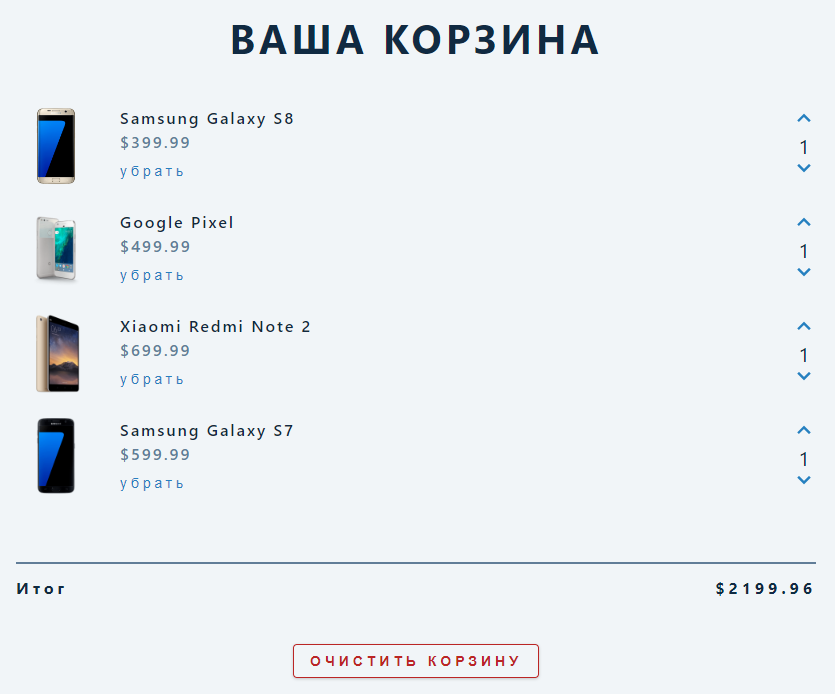 ВАША КОРЗИНА
Samsung Galaxy S8
$399.99
убрать
1
Google Pixel
$499.99
убрать
1
Xiaomi Redmi Note 2
$699.99
убрать
1
Samsung Galaxy S7
$599.99
убрать
1
Итог $2199.96
ОЧИСТИТЬ КОРЗИНУ